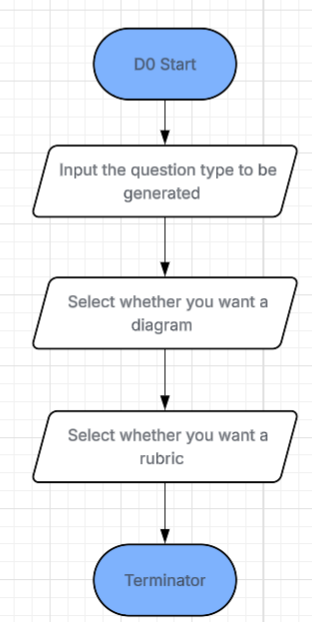 D0 Start
Input the question type to be
generated
Select whether you want a
diagram
Select whether you want a
rubric
Terminator